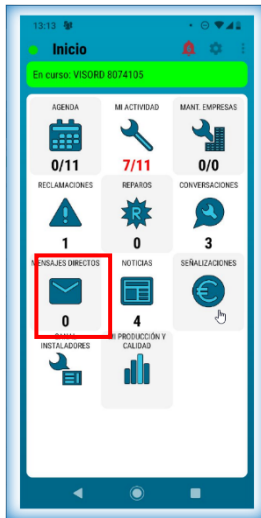 13:13
Inicio
En curso: VISORD 8074105
AGENDA MI ACTIVIDAD MANT. EMPRESAS
0/11 7/11 0/0
RECLAMACIONES REPAROS CONVERSACIONES
R
1 0 3
MENSAJES DIRECTOS NOTICIAS SEÑALIZACIONES
€
0 4
INSTALADORES MI PRODUCCIÓN Y
CALIDAD